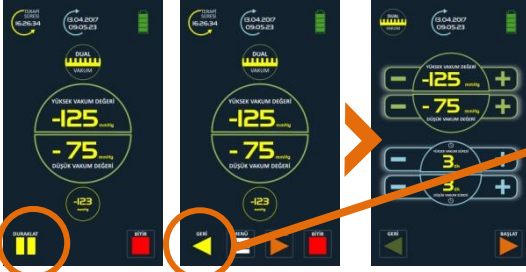 TERAPİ
SÜRESİ
16.26.34
13.04.2017
09:05:23
DUAL
VAKUM
YÜKSEK VAKUM DEĞERİ
-125 mmHg
- 75 mmHg
DÜŞÜK VAKUM DEĞERİ
-123
mmHg
DURAKLAT
BİTİR
TERAPİ
SÜRESİ
16.26.34
13.04.2017
09:05:23
DUAL
VAKUM
YÜKSEK VAKUM DEĞERİ
-125 mmHg
- 75 mmHg
DÜŞÜK VAKUM DEĞERİ
-123
mmHg
GERİ
MENÜ
BİTİR
DUAL
VAKUM
13.04.2017
09:05:23
YÜKSEK VAKUM DEĞERİ
-125 mmHg
- 75 mmHg
DÜŞÜK VAKUM DEĞERİ
YÜKSEK VAKUM SÜRESİ
3
3
DÜŞÜK VAKUM SÜRESİ
GERİ
BAŞLAT